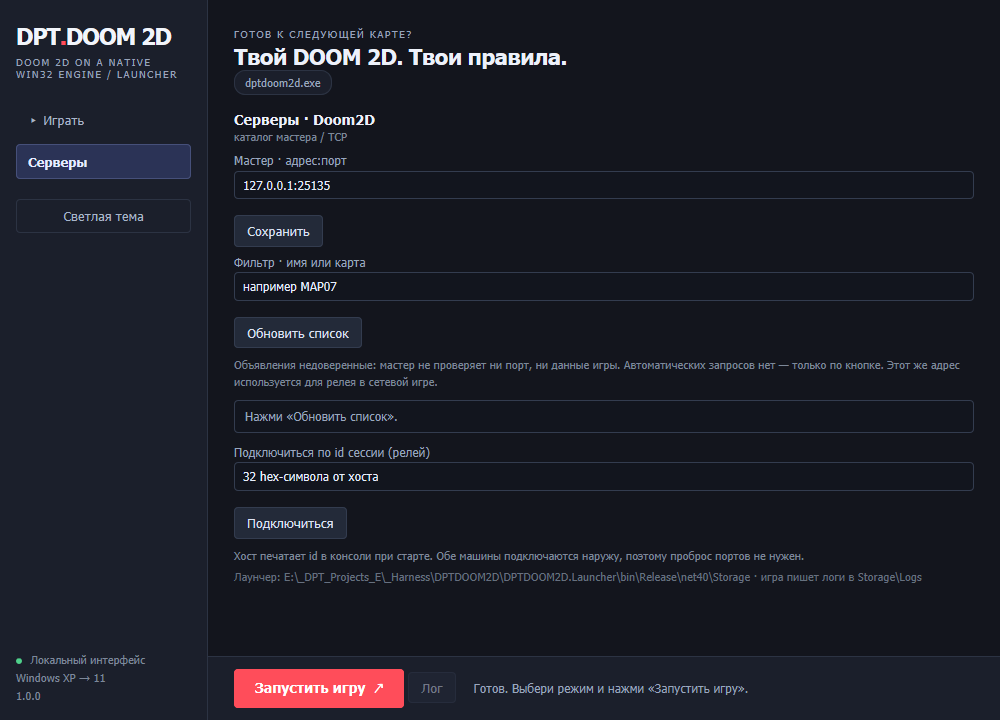 DPT.DOOM 2D
DOOM 2D ON A NATIVE
WIN32 ENGINE / LAUNCHER
▸ Играть
Серверы
Светлая тема
Локальный интерфейс
Windows XP → 11
1.0.0
ГОТОВ К СЛЕДУЮЩЕЙ КАРТЕ?
Твой DOOM 2D. Твои правила.
dptdoom2d.exe
Серверы · Doom2D
каталог мастера / TCP
Мастер · адрес:порт
127.0.0.1:25135
Сохранить
Фильтр · имя или карта
например MAP07
Обновить список
Объявления недоверенные: мастер не проверяет ни порт, ни данные игры. Автоматических запросов нет — только по кнопке. Этот же адрес
используется для релея в сетевой игре.
Нажми «Обновить список».
Подключиться по id сессии (релей)
32 hex-символа от хоста
Подключиться
Хост печатает id в консоли при старте. Обе машины подключаются наружу, поэтому проброс портов не нужен.
Лаунчер: E:\_DPT_Projects_E\_Harness\DPTDOOM2D\DPTDOOM2D.Launcher\bin\Release\net40\Storage · игра пишет логи в Storage\Logs
Запустить игру ↗
Лог
Готов. Выбери режим и нажми «Запустить игру».